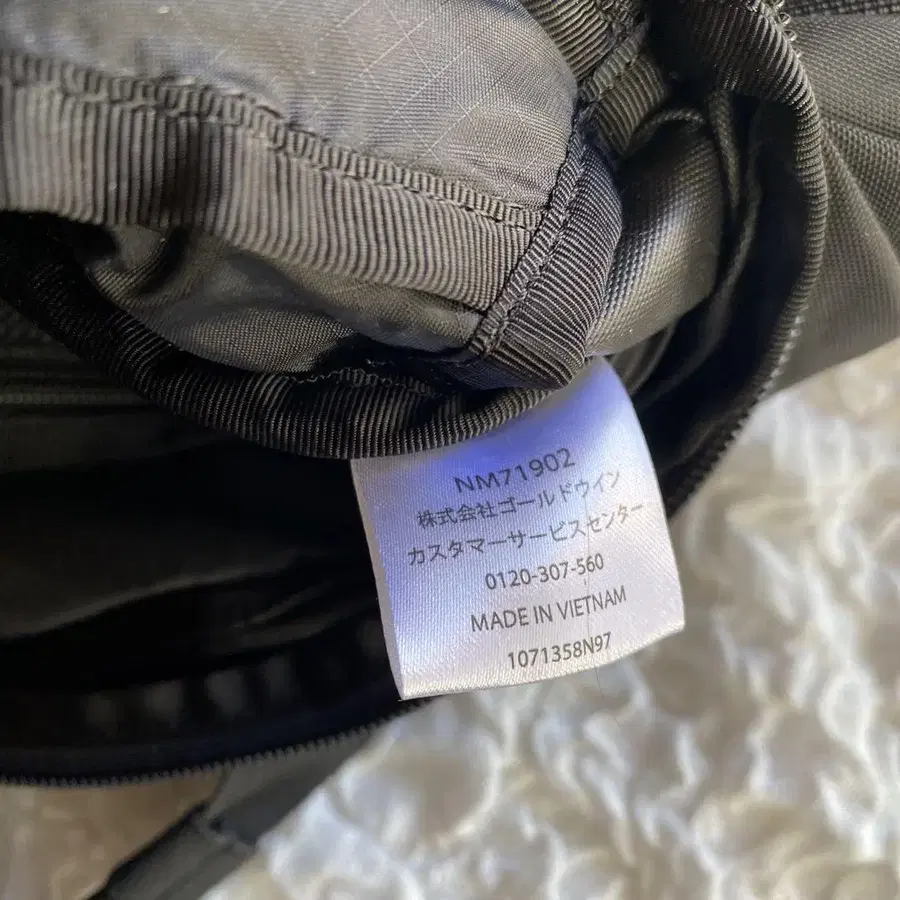 NM71902
株式会社ゴールドウイン
カスタマーサービスセンター
0120-307-560
MADE IN VIETNAM
1071358N97